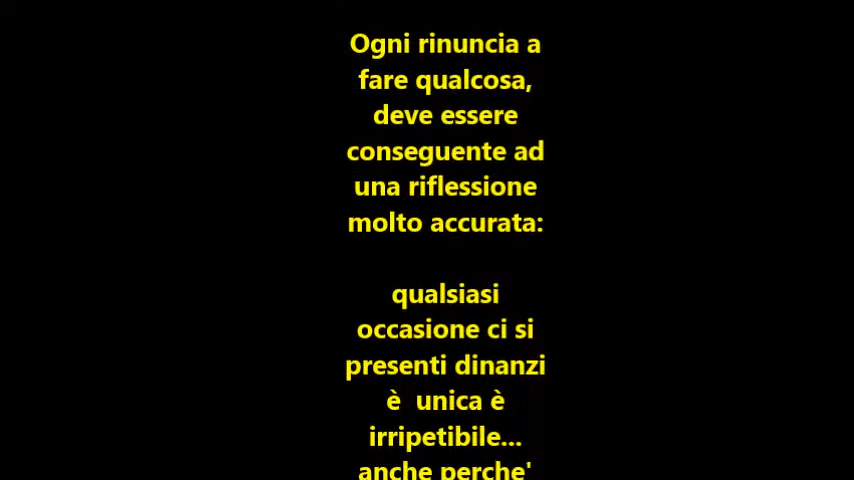 Ogni rinuncia a
fare qualcosa,
deve essere
conseguente ad
una riflessione
molto accurata:
qualsiasi
occasione ci si
presenti dinanzi
è  unica è
irripetibile...
anche perche'